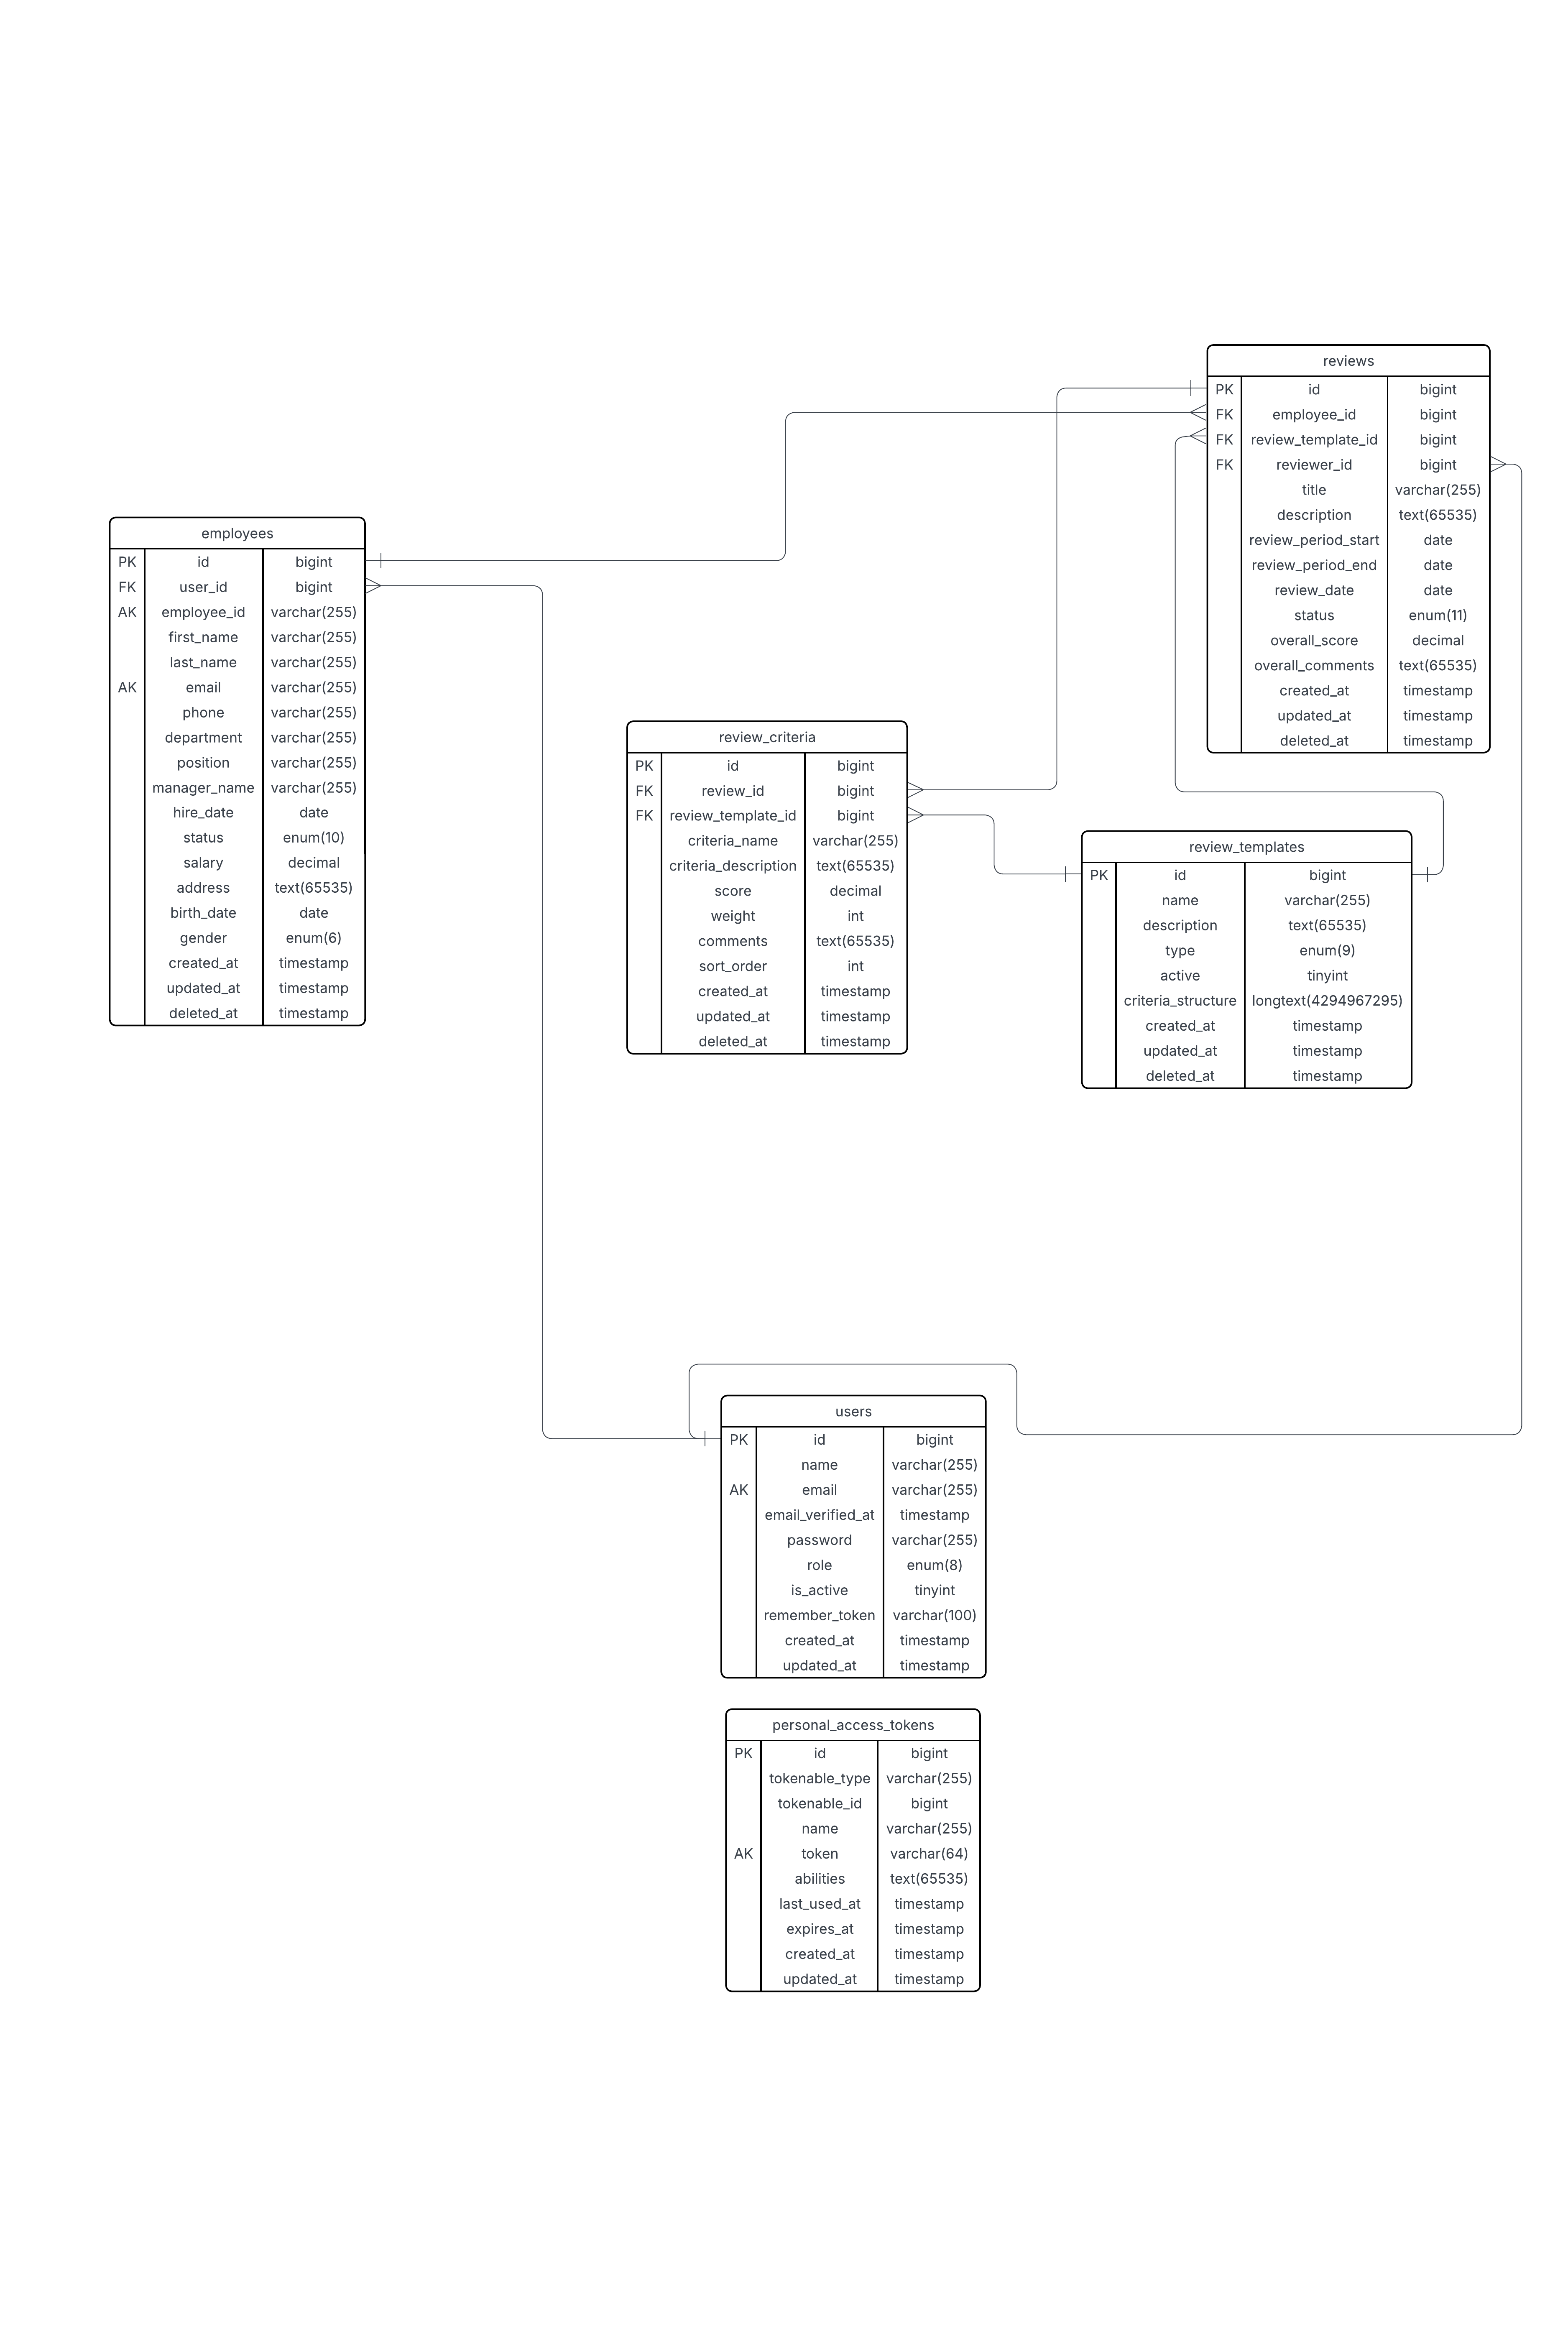 reviews
PK id bigint
FK employee_id bigint
FK review_template_id bigint
FK reviewer_id bigint
title varchar(255)
description text(65535)
review_period_start date
review_period_end date
review_date date
status enum(11)
overall_score decimal
overall_comments text(65535)
created_at timestamp
updated_at timestamp
deleted_at timestamp
employees
PK id bigint
FK user_id bigint
AK employee_id varchar(255)
first_name varchar(255)
last_name varchar(255)
AK email varchar(255)
phone varchar(255)
department varchar(255)
position varchar(255)
manager_name varchar(255)
hire_date date
status enum(10)
salary decimal
address text(65535)
birth_date date
gender enum(6)
created_at timestamp
updated_at timestamp
deleted_at timestamp
review_criteria
PK id bigint
FK review_id bigint
FK review_template_id bigint
criteria_name varchar(255)
criteria_description text(65535)
score decimal
weight int
comments text(65535)
sort_order int
created_at timestamp
updated_at timestamp
deleted_at timestamp
review_templates
PK id bigint
name varchar(255)
description text(65535)
type enum(9)
active tinyint
criteria_structure longtext(4294967295)
created_at timestamp
updated_at timestamp
deleted_at timestamp
users
PK id bigint
name varchar(255)
AK email varchar(255)
email_verified_at timestamp
password varchar(255)
role enum(8)
is_active tinyint
remember_token varchar(100)
created_at timestamp
updated_at timestamp
personal_access_tokens
PK id bigint
tokenable_type varchar(255)
tokenable_id bigint
name varchar(255)
AK token varchar(64)
abilities text(65535)
last_used_at timestamp
expires_at timestamp
created_at timestamp
updated_at timestamp